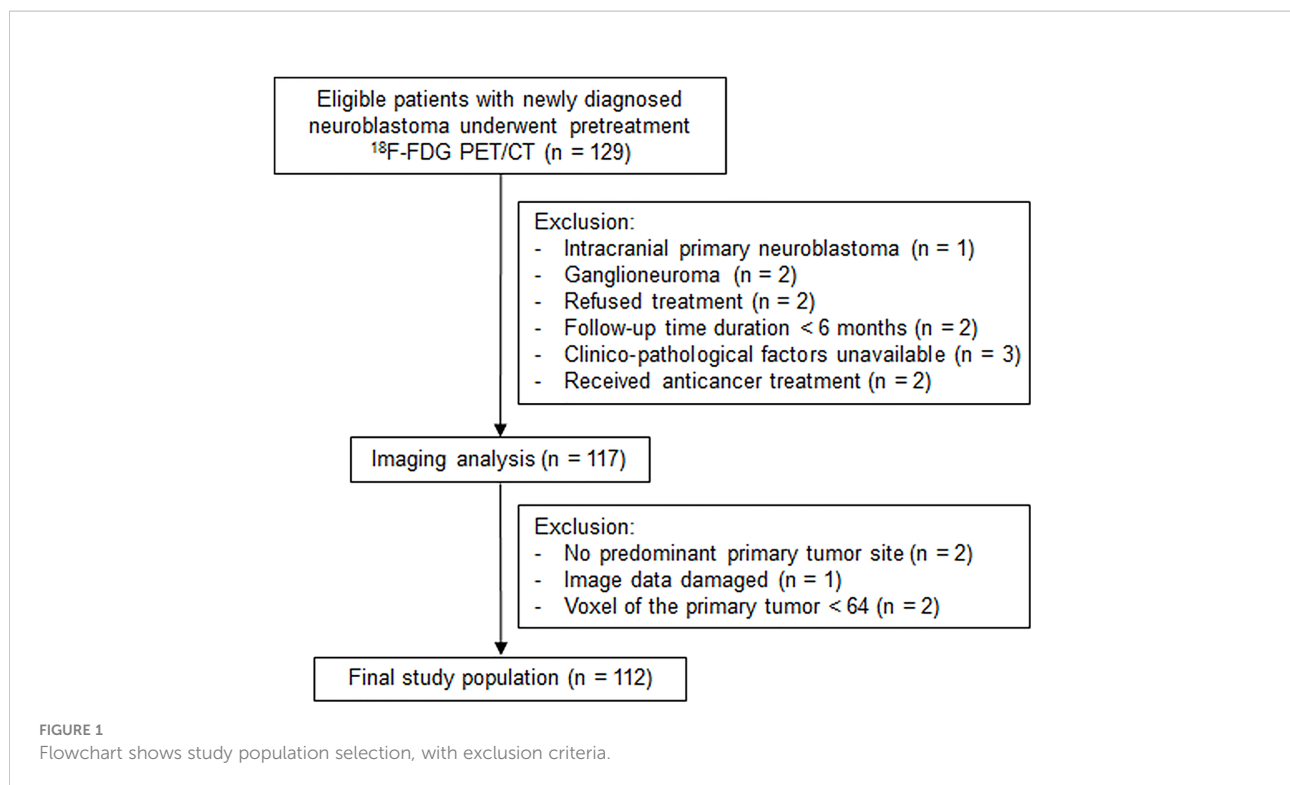 Eligible patients with newly diagnosed
neuroblastoma underwent pretreatment
¹⁸F-FDG PET/CT (n = 129)
Exclusion:
- Intracranial primary neuroblastoma (n = 1)
- Ganglioneuroma (n = 2)
- Refused treatment (n = 2)
- Follow-up time duration < 6 months (n = 2)
- Clinico-pathological factors unavailable (n = 3)
- Received anticancer treatment (n = 2)
Imaging analysis (n = 117)
Exclusion:
- No predominant primary tumor site (n = 2)
- Image data damaged (n = 1)
- Voxel of the primary tumor < 64 (n = 2)
Final study population (n = 112)
FIGURE 1
Flowchart shows study population selection, with exclusion criteria.